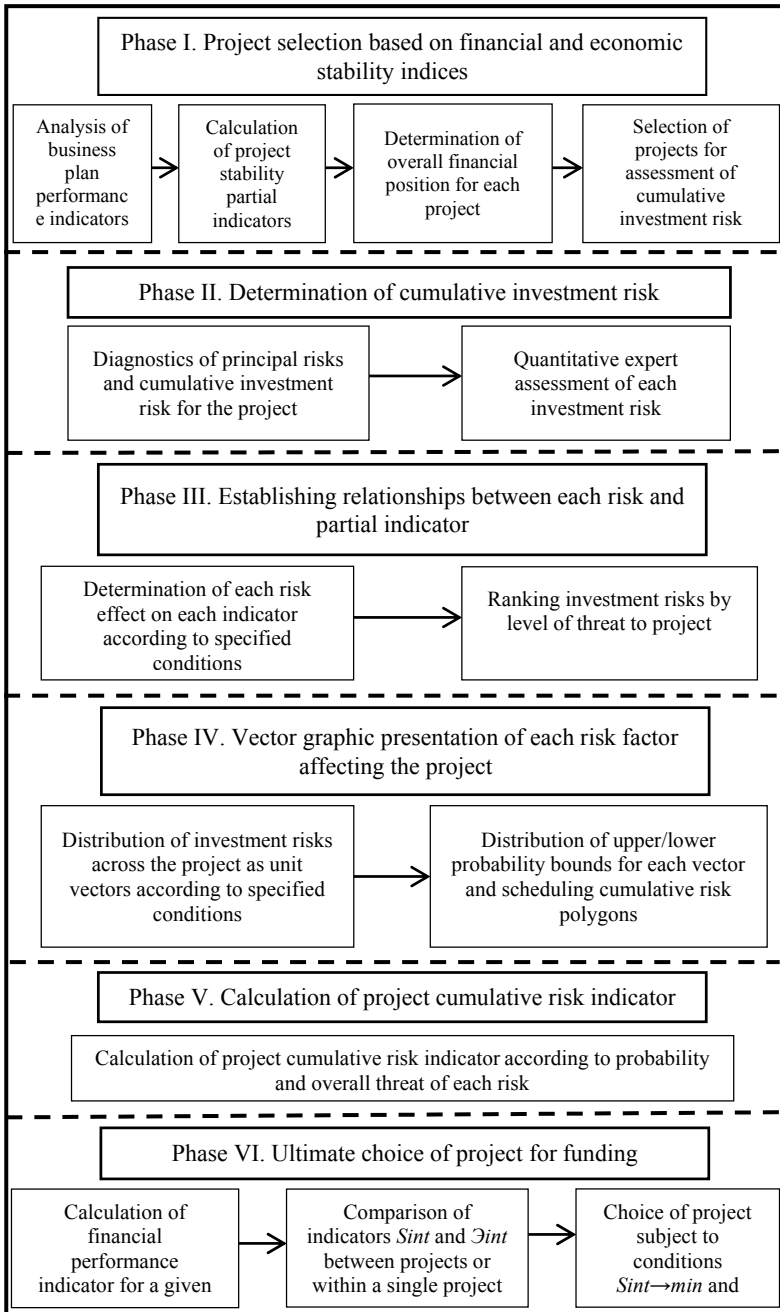 Phase I. Project selection based on financial and economic
stability indices
Analysis of
business
plan
performanc
e indicators
Calculation
of project
stability
partial
indicators
Determination of
overall financial
position for each
project
Selection of
projects for
assessment of
cumulative
investment risk
Phase II. Determination of cumulative investment risk
Diagnostics of principal risks
and cumulative investment
risk for the project
Quantitative expert
assessment of each
investment risk
Phase III. Establishing relationships between each risk and
partial indicator
Determination of each risk
effect on each indicator
according to specified
conditions
Ranking investment risks by
level of threat to project
Phase IV. Vector graphic presentation of each risk factor
affecting the project
Distribution of investment risks
across the project as unit
vectors according to specified
conditions
Distribution of upper/lower
probability bounds for each vector
and scheduling cumulative risk
polygons
Phase V. Calculation of project cumulative risk indicator
Calculation of project cumulative risk indicator according to probability
and overall threat of each risk
Phase VI. Ultimate choice of project for funding
Calculation of
financial
performance
indicator for a given
Comparison of
indicators Sint and Эint
between projects or
within a single project
Choice of project
subject to
conditions
Sint→min and